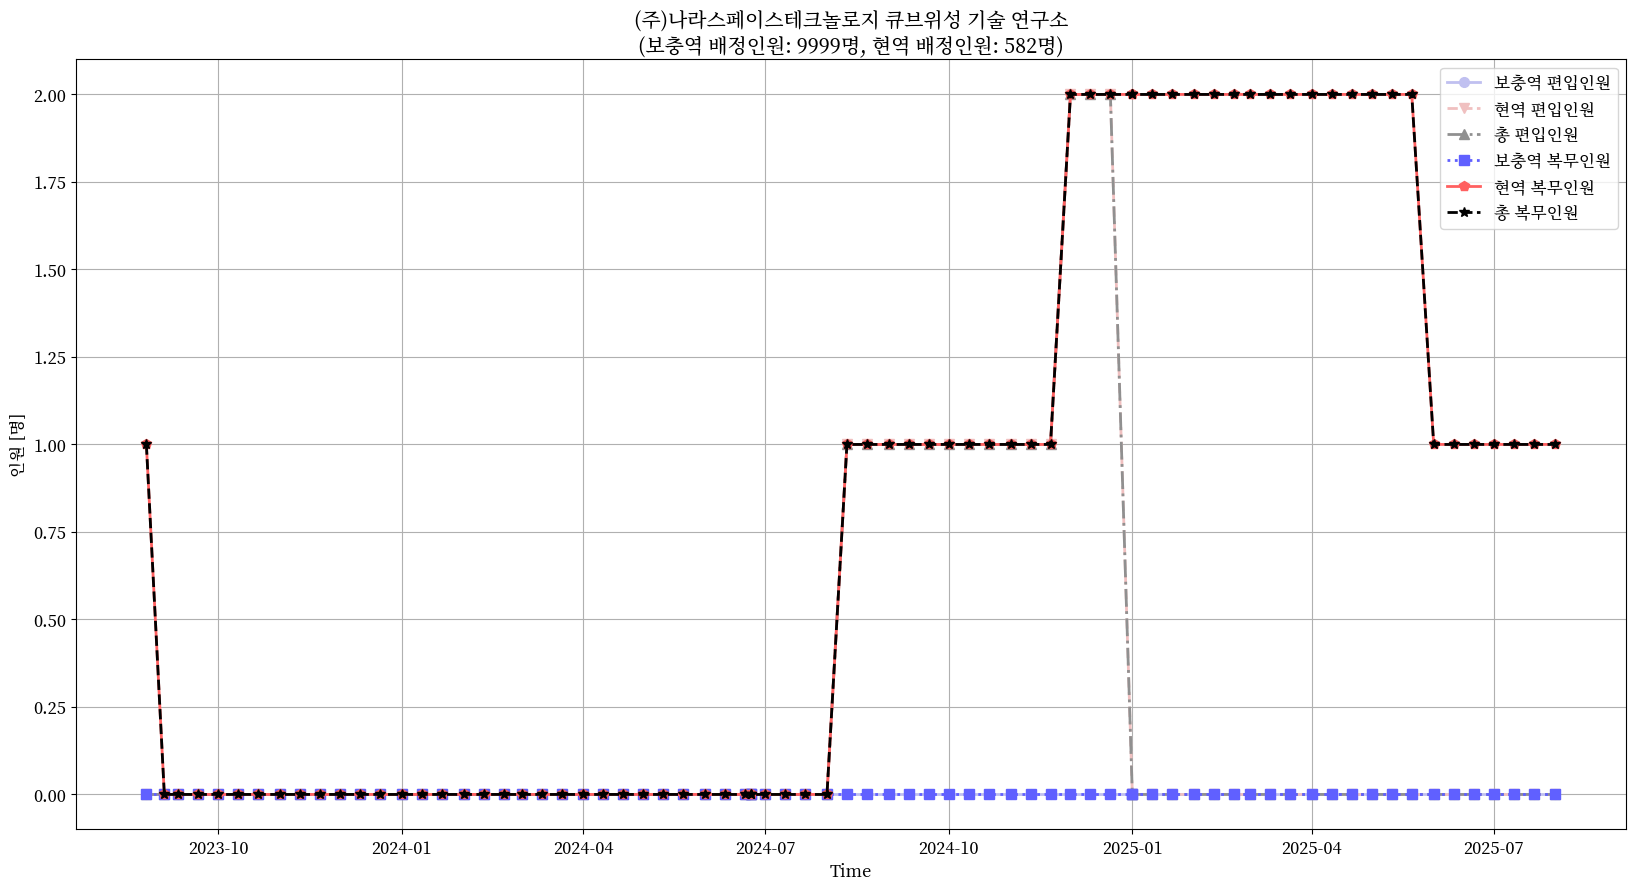 (주)나라스페이스테크놀로지 큐브위성 기술 연구소
(보충역 배정인원: 9999명, 현역 배정인원: 582명)
보충역 편입인원
현역 편입인원
총 편입인원
보충역 복무인원
현역 복무인원
총 복무인원
인원 [명]
2.00
1.75
1.50
1.25
1.00
0.75
0.50
0.25
0.00
2023-10
2024-01
2024-04
2024-07
2024-10
2025-01
2025-04
2025-07
Time